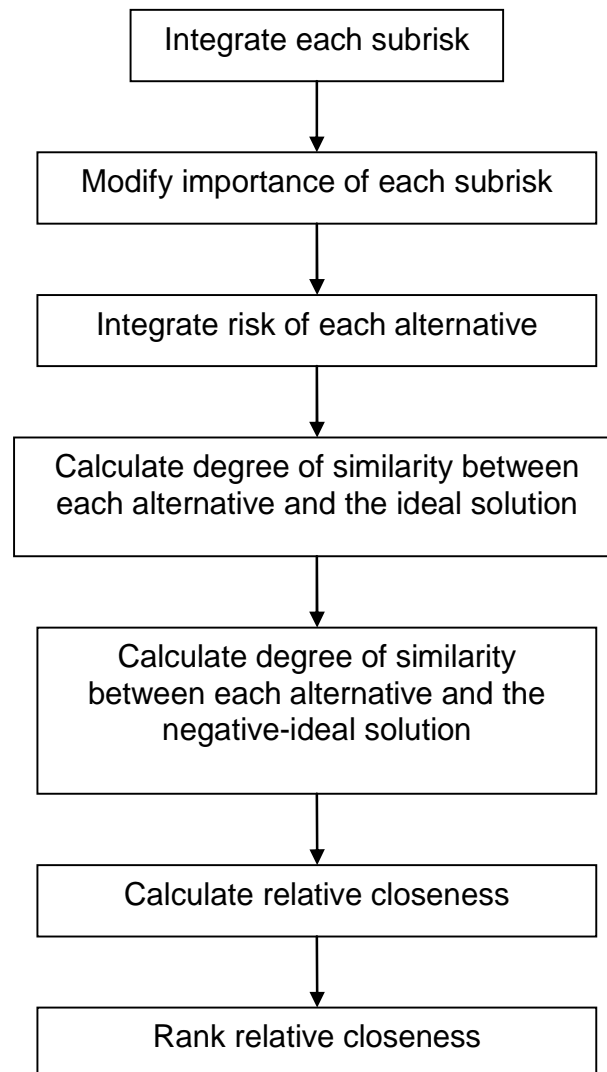 Integrate each subrisk
Modify importance of each subrisk
Integrate risk of each alternative
Calculate degree of similarity between
each alternative and the ideal solution
Calculate degree of similarity
between each alternative and the
negative-ideal solution
Calculate relative closeness
Rank relative closeness